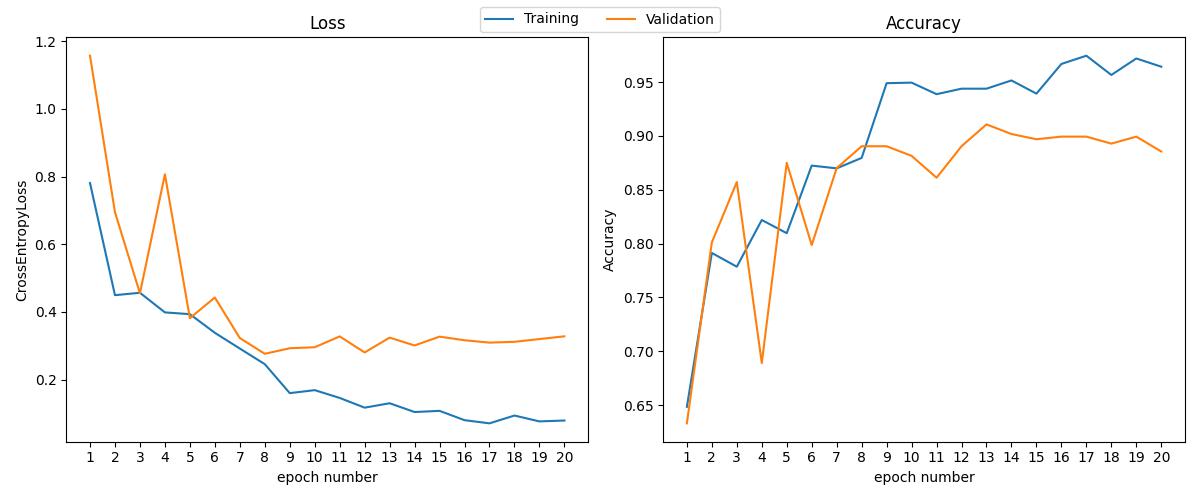 Training Validation
Loss
CrossEntropyLoss
1.2
1.0
0.8
0.6
0.4
0.2
1 2 3 4 5 6 7 8 9 10 11 12 13 14 15 16 17 18 19 20
epoch number
Accuracy
Accuracy
0.95
0.90
0.85
0.80
0.75
0.70
0.65
1 2 3 4 5 6 7 8 9 10 11 12 13 14 15 16 17 18 19 20
epoch number